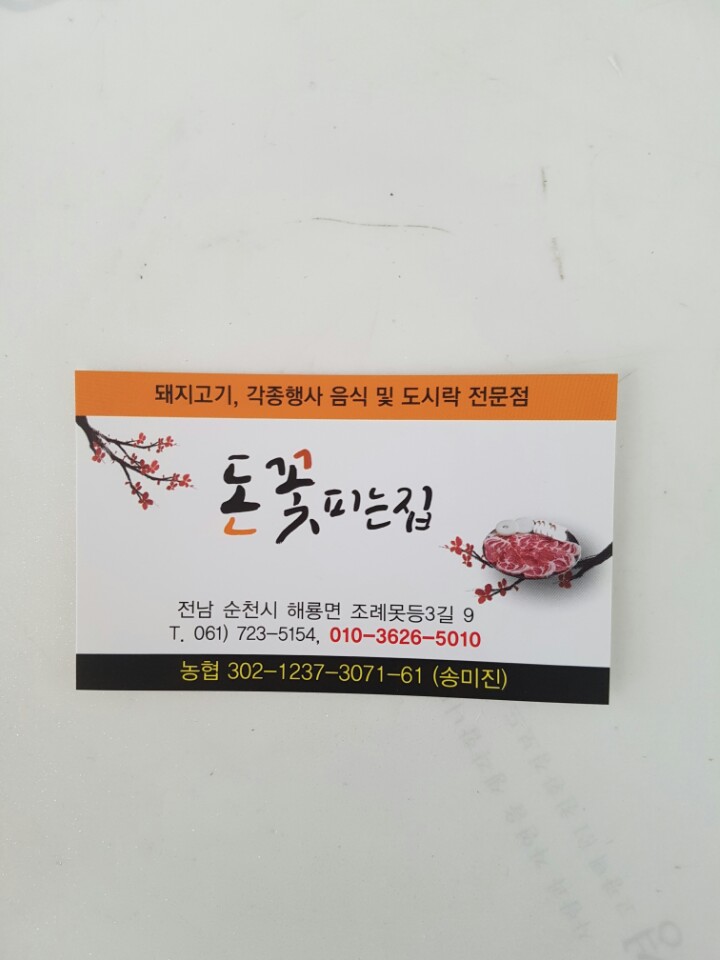 돼지고기, 각종행사 음식 및 도시락 전문점
돈꽃피는집
전남 순천시 해룡면 조례못등3길 9
T. 061) 723-5154, 010-3626-5010
농협 302-1237-3071-61 (송미진)